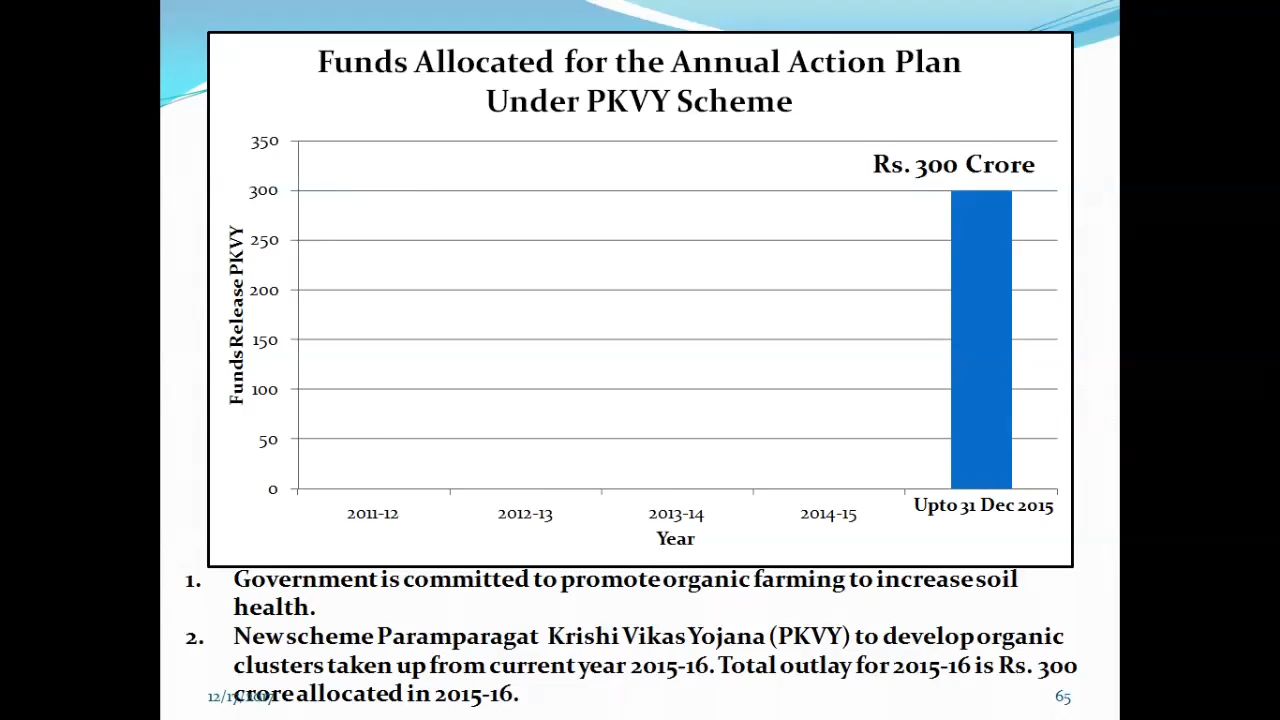 Funds Allocated for the Annual Action Plan
Under PKVY Scheme
350
Rs. 300 Crore
300
250
200
150
100
50
0
Funds Release PKVY
2011-12 2012-13 2013-14 2014-15 Upto 31 Dec 2015
Year
1. Government is committed to promote organic farming to increase soil
health.
2. New scheme Paramparagat Krishi Vikas Yojana (PKVY) to develop organic
clusters taken up from current year 2015-16. Total outlay for 2015-16 is Rs. 300
crore allocated in 2015-16.
65